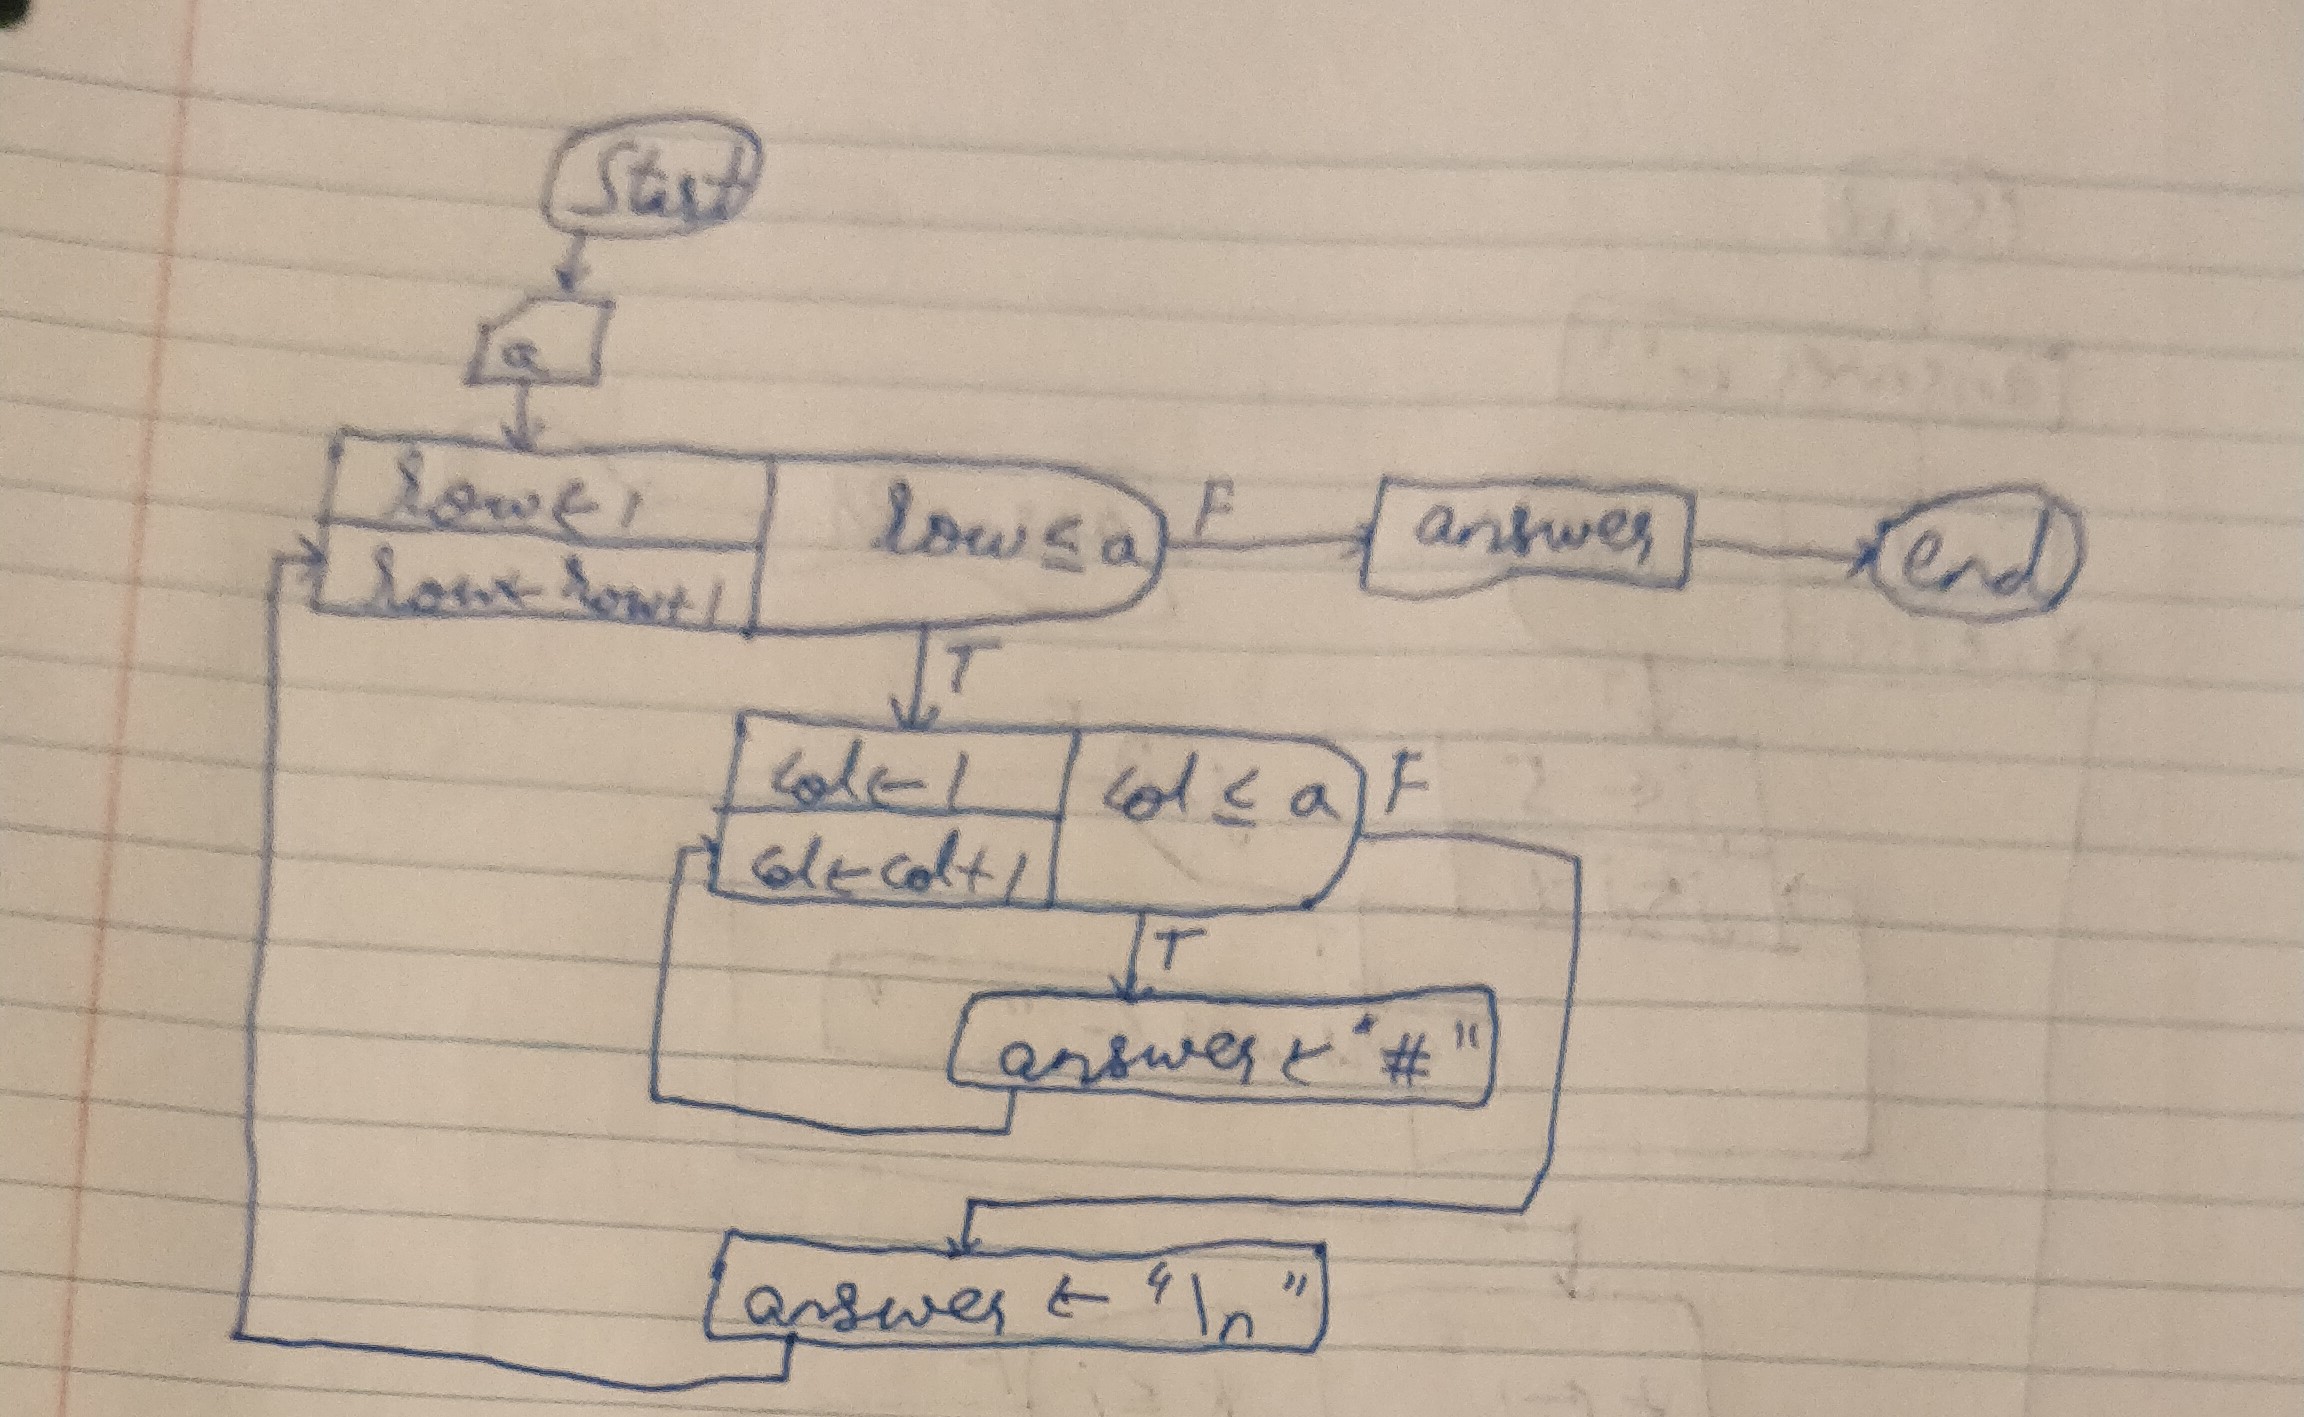 Start
a
row ← 1
row ← row+1
row ≤ a
F
answer
end
T
col ← 1
col ← col+1
col ≤ a
F
T
answer ← "#"
answer ← "\n"